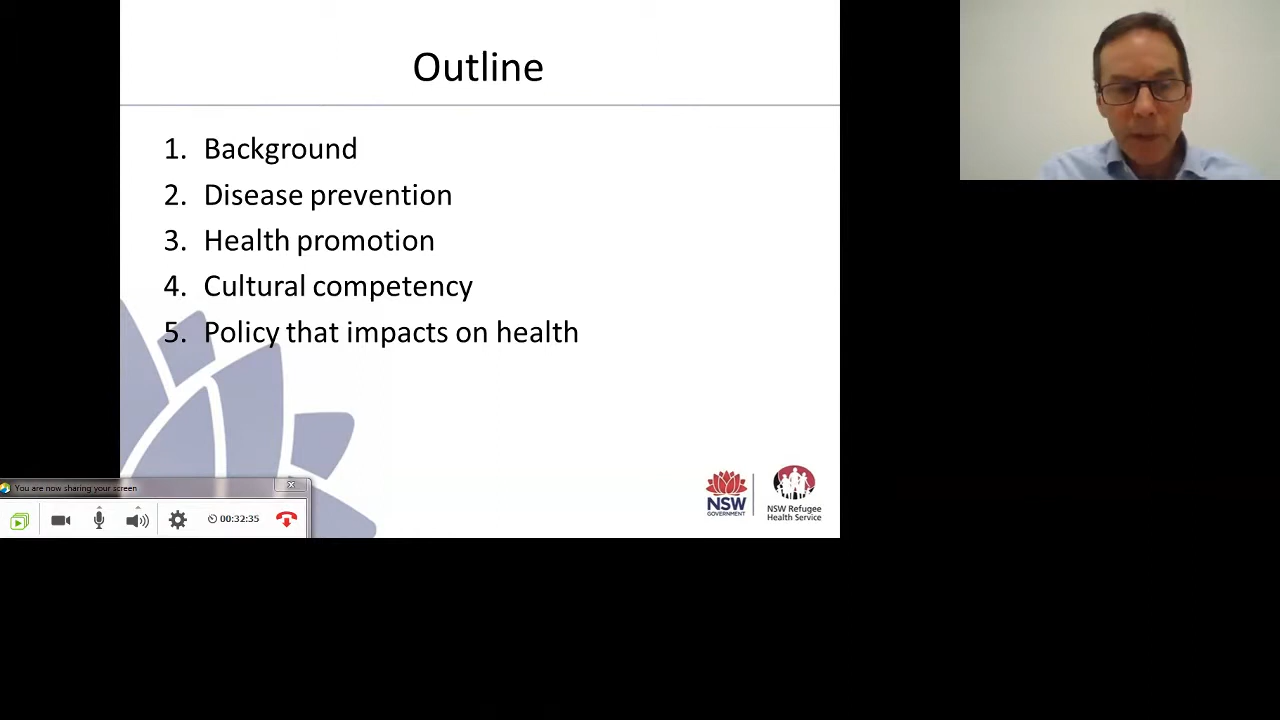 Outline
1. Background
2. Disease prevention
3. Health promotion
4. Cultural competency
5. Policy that impacts on health
You are now sharing your screen
00:32:35
NSW
GOVERNMENT
NSW Refugee
Health Service